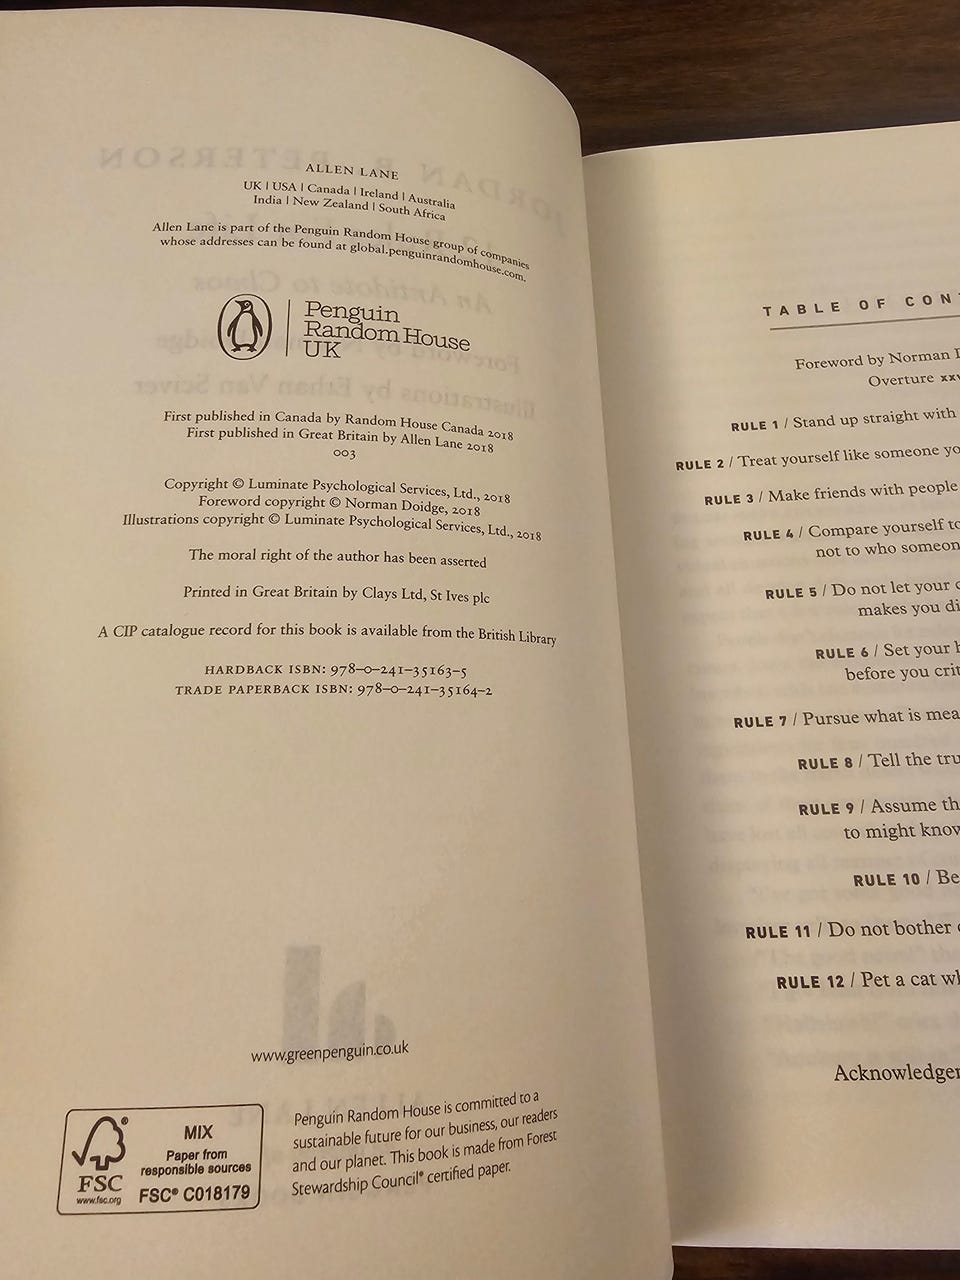 ALLEN LANE
UK | USA | Canada | Ireland | Australia
India | New Zealand | South Africa
Allen Lane is part of the Penguin Random House group of companies
whose addresses can be found at global.penguinrandomhouse.com.
Penguin
Random House
UK
First published in Canada by Random House Canada 2018
First published in Great Britain by Allen Lane 2018
003
Copyright © Luminate Psychological Services, Ltd., 2018
Foreword copyright © Norman Doidge, 2018
Illustrations copyright © Luminate Psychological Services, Ltd., 2018
The moral right of the author has been asserted
Printed in Great Britain by Clays Ltd, St Ives plc
A CIP catalogue record for this book is available from the British Library
HARDBACK ISBN: 978–0–241–35163–5
TRADE PAPERBACK ISBN: 978–0–241–35164–2
www.greenpenguin.co.uk
MIX
Paper from
responsible sources
FSC® C018179
FSC
www.fsc.org
Penguin Random House is committed to a
sustainable future for our business, our readers
and our planet. This book is made from Forest
Stewardship Council® certified paper.
TABLE OF CONT
Foreword by Norman D
Overture xxv
RULE 1 / Stand up straight with
RULE 2 / Treat yourself like someone yo
RULE 3 / Make friends with people
RULE 4 / Compare yourself to
not to who someon
RULE 5 / Do not let your c
makes you di
RULE 6 / Set your h
before you crit
RULE 7 / Pursue what is mea
RULE 8 / Tell the tru
RULE 9 / Assume th
to might know
RULE 10 / Be
RULE 11 / Do not bother c
RULE 12 / Pet a cat wh
Acknowledgem